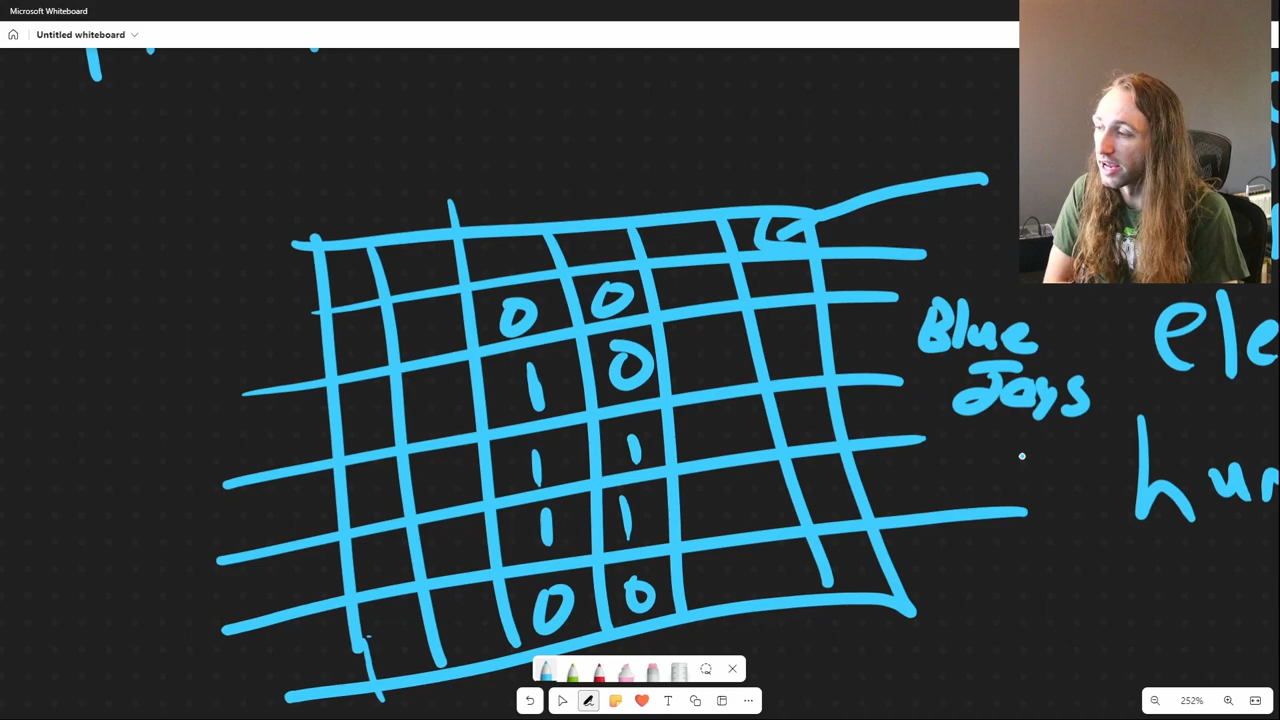 Microsoft Whiteboard
Untitled whiteboard
0 0
1 0
1 1
1 1
0 0
Blue
Jays
ele
hur
T
252%